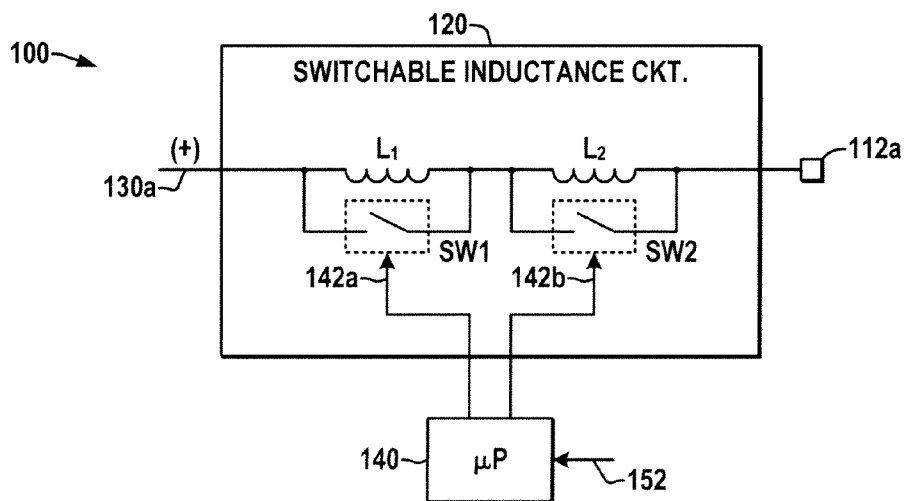 120
100
SWITCHABLE INDUCTANCE CKT.
(+)
L₁
L₂
112a
130a
SW1
SW2
142a
142b
140
μP
152